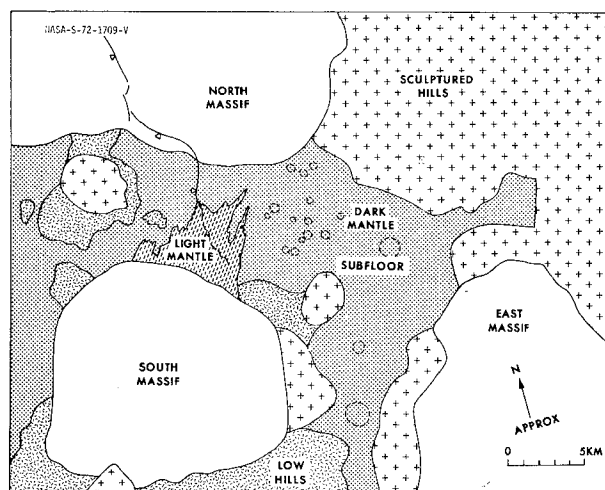 NASA-S-72-1709-V
NORTH
MASSIF
SCULPTURED
HILLS
DARK
MANTLE
LIGHT
MANTLE
SUBFLOOR
EAST
MASSIF
SOUTH
MASSIF
N
APPROX
LOW
HILLS
0
5KM